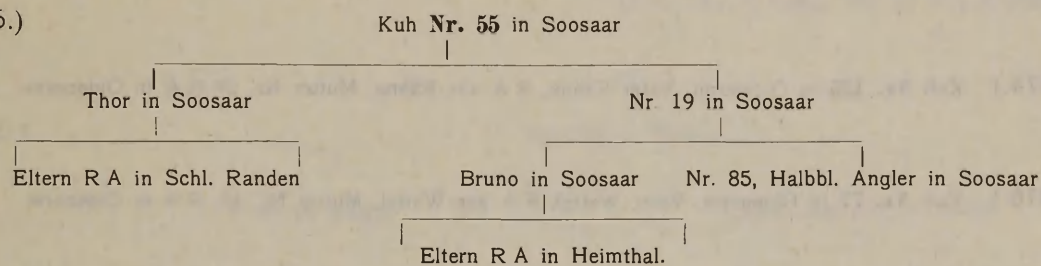 5.)
Kuh Nr. 55 in Soosaar
Thor in Soosaar Nr. 19 in Soosaar
Eltern R A in Schl. Randen Bruno in Soosaar Nr. 85, Halbbl. Angler in Soosaar
Eltern R A in Heimthal.